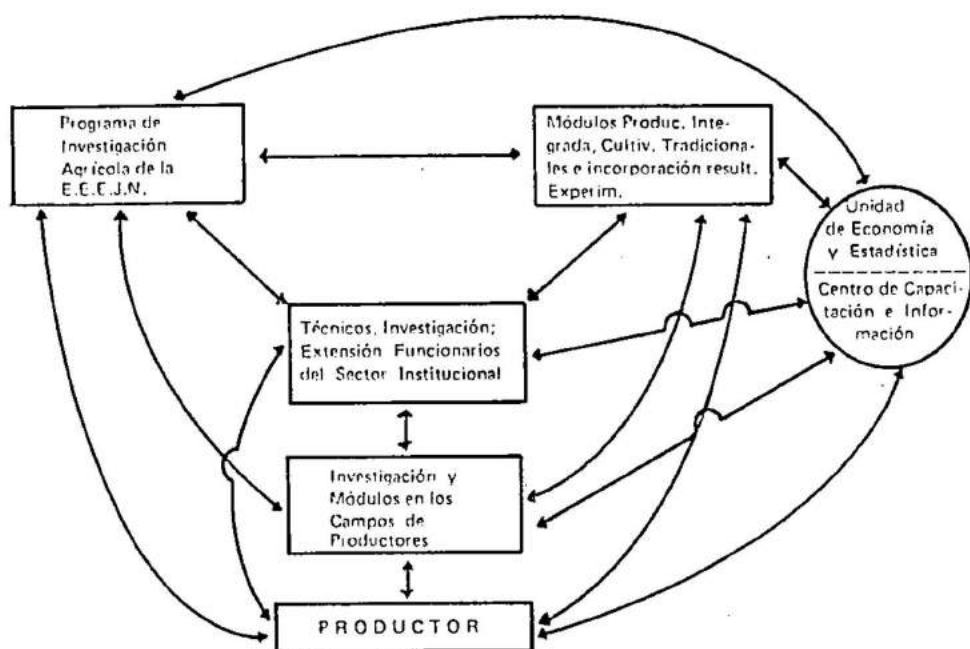 Programa de
Investigación
Agrícola de la
E.E.E.J.N.
Módulos Produc. Inte-
grada, Cultiv. Tradiciona-
les e incorporación result.
Experim.
Unidad
de Economía
y Estadística
Centro de Capaci-
tación e Infor-
mación
Técnicos, Investigación;
Extensión Funcionarios
del Sector Institucional
Investigación y
Módulos en los
Campos de
Productores
PRODUCTOR